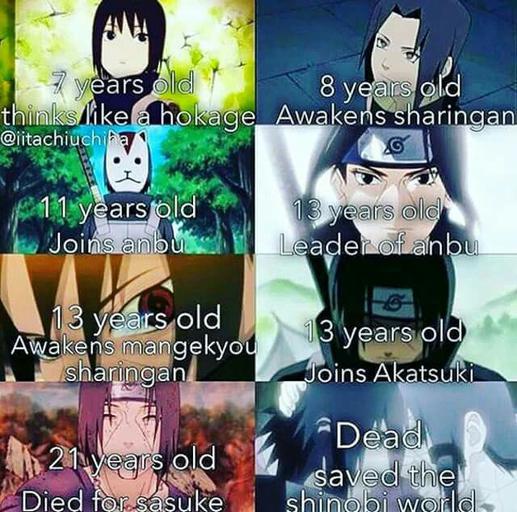 7 years old
thinks like a hokage
@iitachiuchiha
8 years old
Awakens sharingan
11 years old
Joins anbu
13 years old
Leader of anbu
13 years old
Awakens mangekyou
sharingan
13 years old
Joins Akatsuki
21 years old
Died for sasuke
Dead
saved the
shinobi world